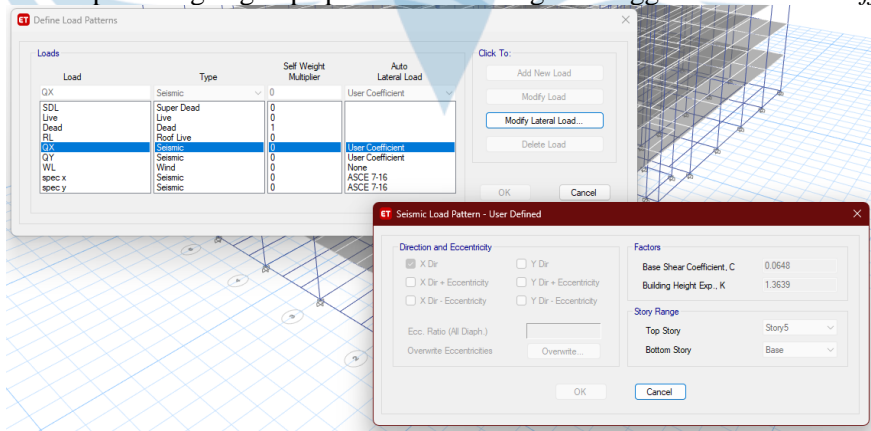 Define Load Patterns
Loads
Click To:
Load
Type
Self Weight
Multiplier
Auto
Lateral Load
QX Seismic 0 User Coefficient
SDL Super Dead 0
Live Live 0
Dead Dead 1
RL Roof Live 0
QX Seismic 0 User Coefficient
QY Seismic 0 User Coefficient
WL Wind 0 None
spec x Seismic 0 ASCE 7-16
spec y Seismic 0 ASCE 7-16
Add New Load
Modify Load
Modify Lateral Load...
Delete Load
OK Cancel
ET Seismic Load Pattern - User Defined
Direction and Eccentricity
X Dir Y Dir
X Dir + Eccentricity Y Dir + Eccentricity
X Dir - Eccentricity Y Dir - Eccentricity
Ecc. Ratio (All Diaph.)
Overwrite Eccentricities Overwrite...
Factors
Base Shear Coefficient, C 0.0648
Building Height Exp., K 1.3639
Story Range
Top Story Story5
Bottom Story Base
OK Cancel